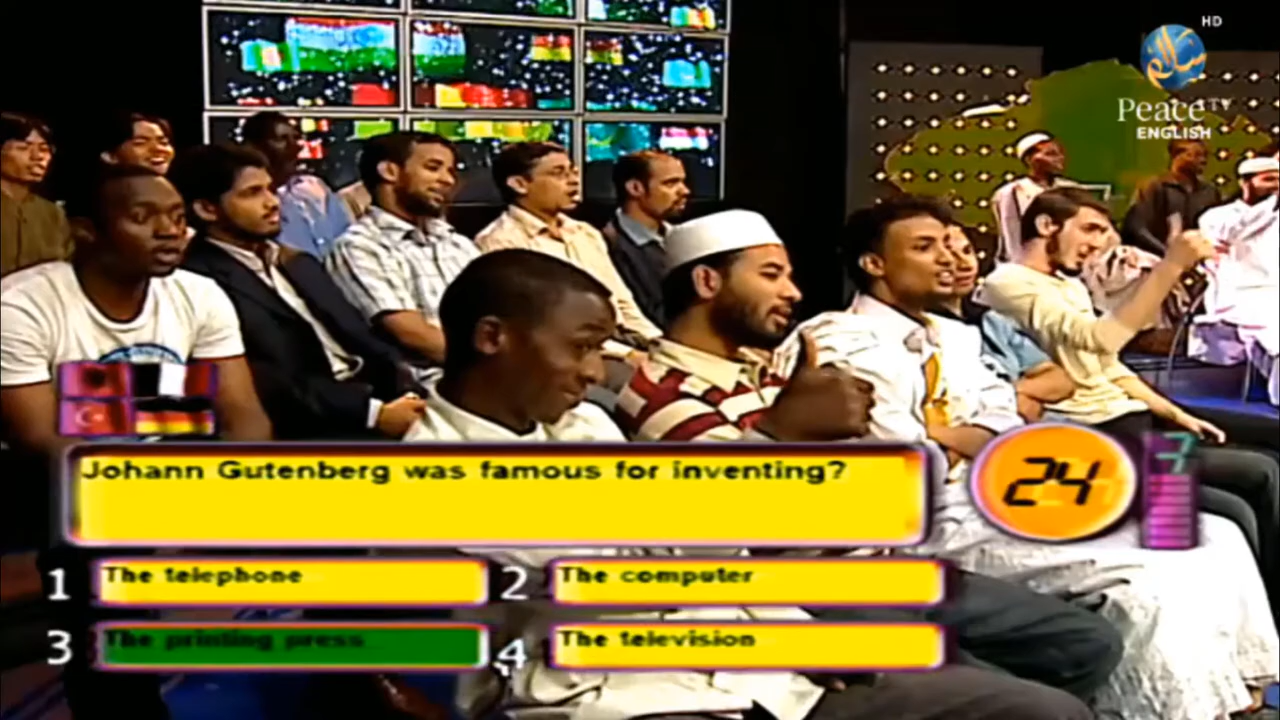 HD
سلام
Peace TV
ENGLISH
Johann Gutenberg was famous for inventing?
24
7
1 The telephone
2 The computer
3 The printing press
4 The television